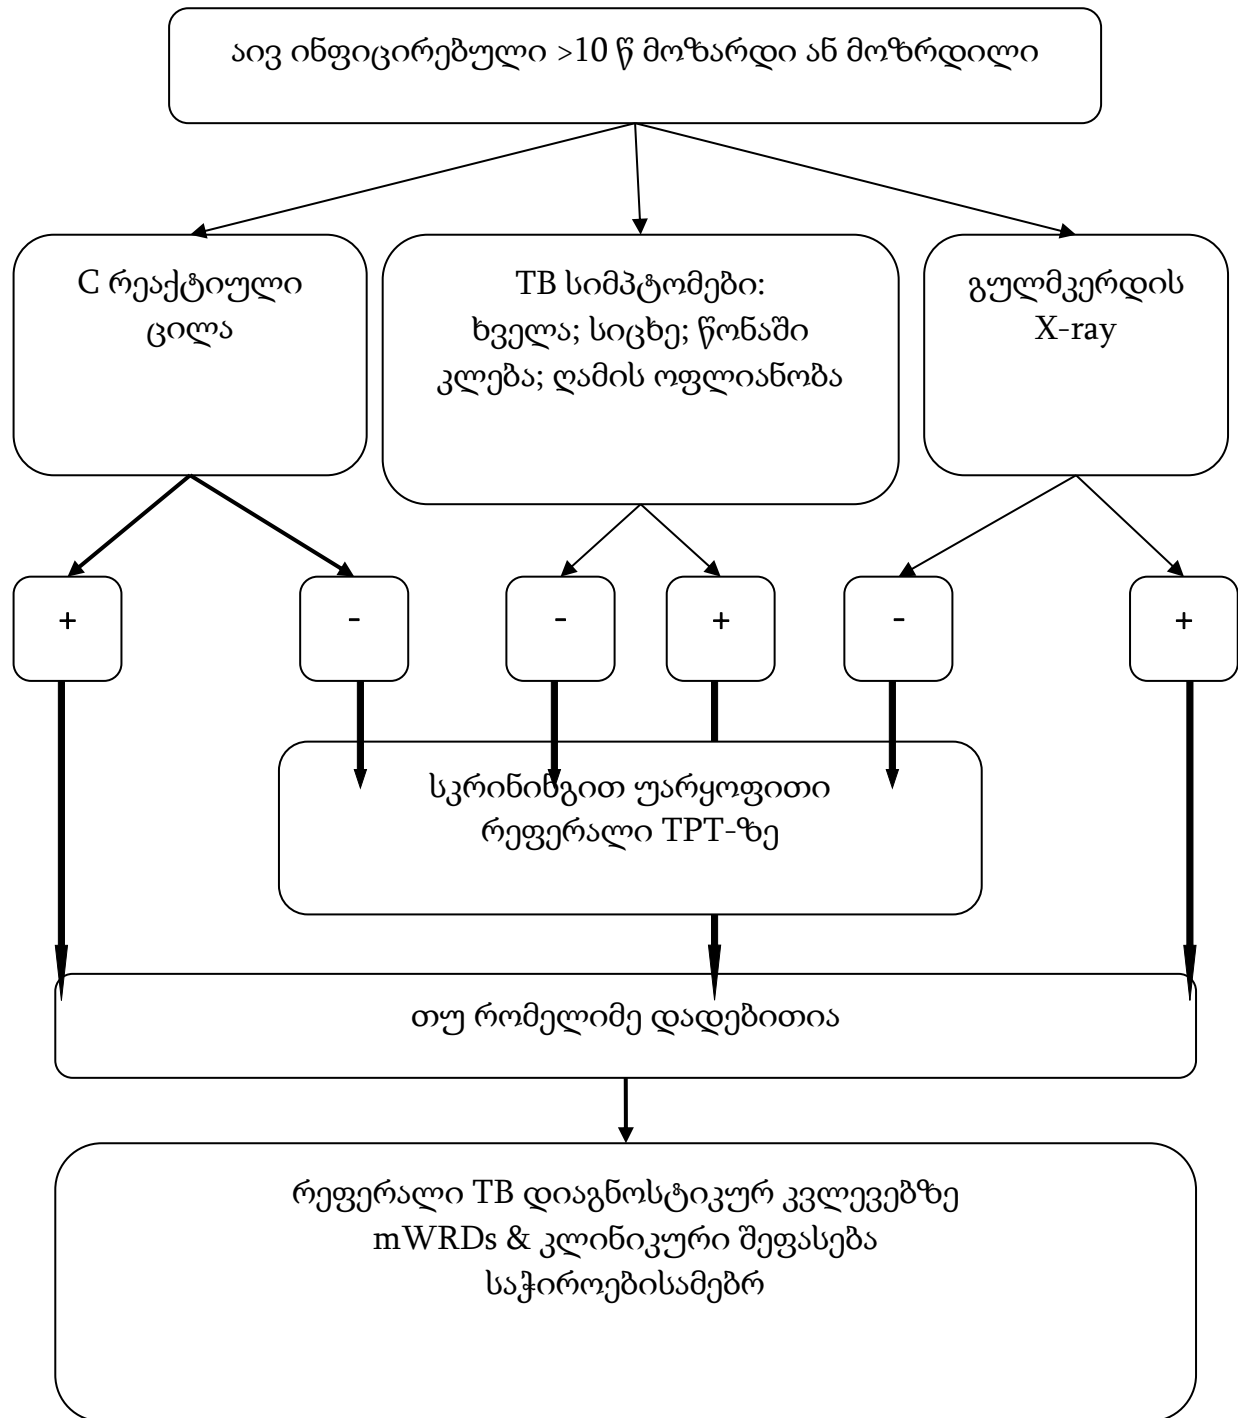 აივ ინფიცირებული >10 წ მოზარდი ან მოზრდილი
C რეაქტიული
ცილა
TB სიმპტომები:
ხველა; სიცხე; წონაში
კლება; ღამის ოფლიანობა
გულმკერდის
X-ray
+
-
-
+
-
+
სკრინინგით უარყოფითი
რეფერალი TPT-ზე
თუ რომელიმე დადებითია
რეფერალი TB დიაგნოსტიკურ კვლევებზე
mWRDs & კლინიკური შეფასება
საჭიროებისამებრ